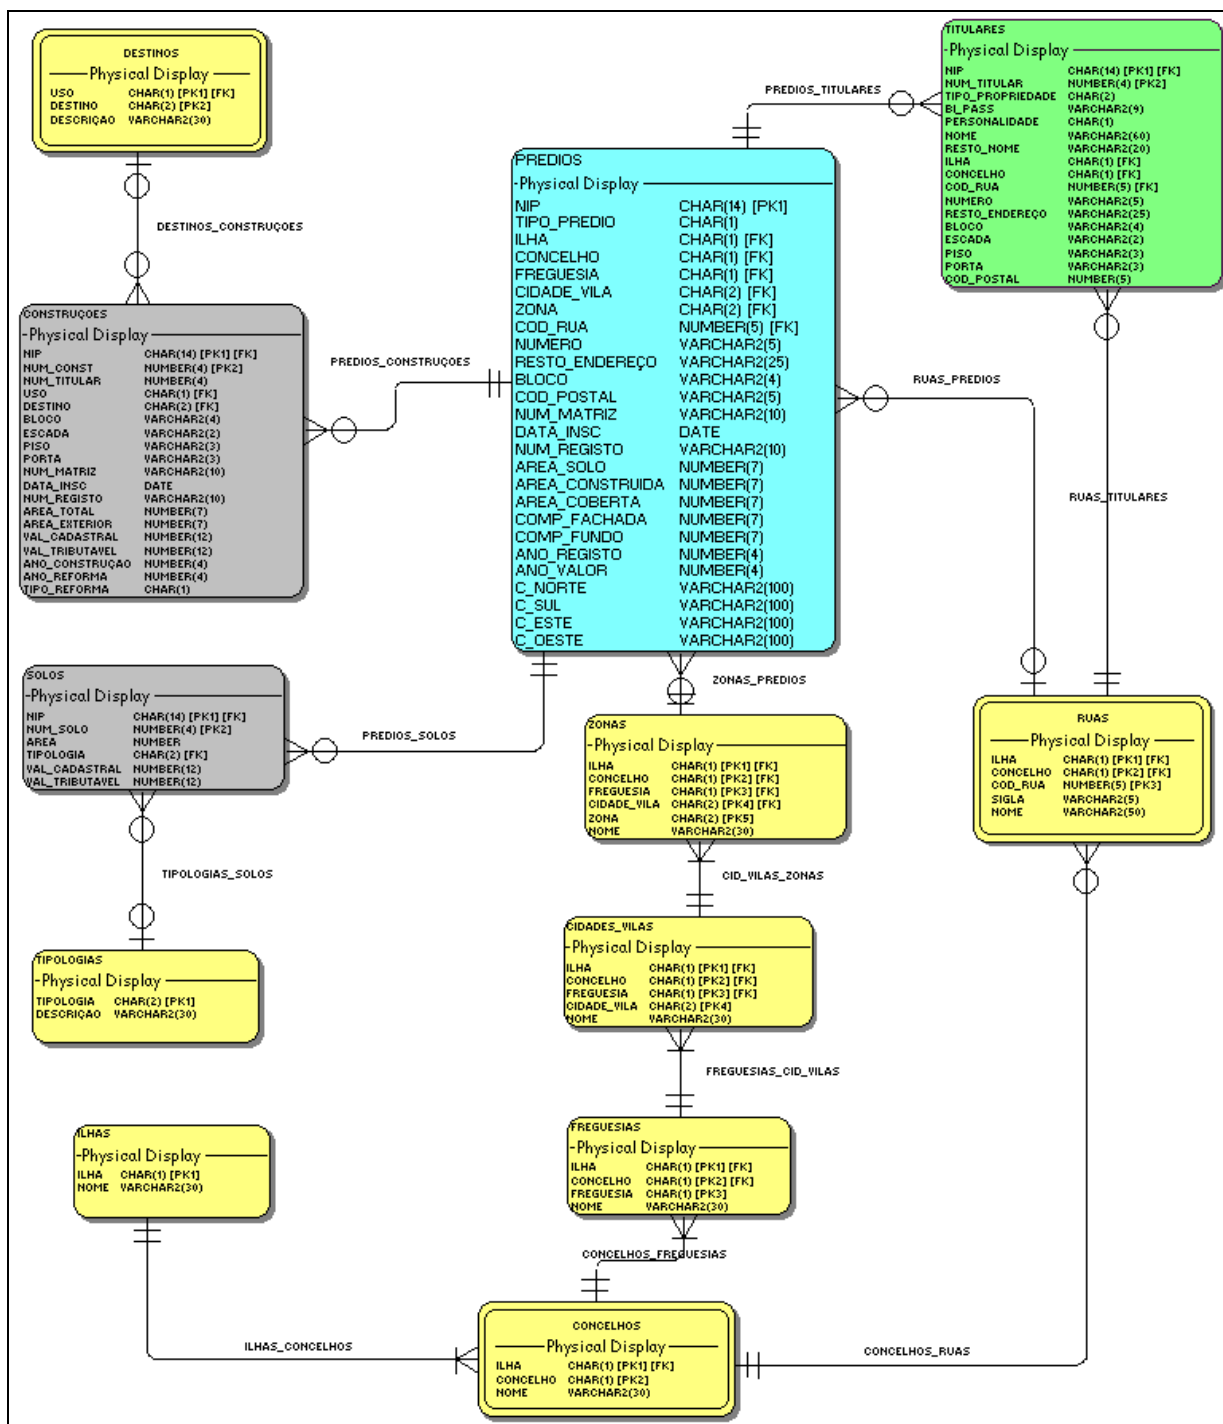 DESTINOS
Physical Display
USO CHAR(1) [PK1] [FK]
DESTINO CHAR(2) [PK2]
DESCRIÇAO VARCHAR2(30)
DESTINOS_CONSTRUÇOES
CONSTRUÇOES
Physical Display
NIP CHAR(14) [PK1] [FK]
NUM_CONST NUMBER(4) [PK2]
NUM_TITULAR NUMBER(4)
USO CHAR(1) [FK]
DESTINO CHAR(2) [FK]
BLOCO VARCHAR2(4)
ESCADA VARCHAR2(2)
PISO VARCHAR2(3)
PORTA VARCHAR2(3)
NUM_MATRIZ VARCHAR2(10)
DATA_INSC DATE
NUM_REGISTO VARCHAR2(10)
AREA_TOTAL NUMBER(7)
AREA_EXTERIOR NUMBER(7)
VAL_CADASTRAL NUMBER(12)
VAL_TRIBUTAVEL NUMBER(12)
ANO_CONSTRUÇAO NUMBER(4)
ANO_REFORMA NUMBER(4)
TIPO_REFORMA CHAR(1)
PREDIOS_CONSTRUÇOES
PREDIOS
Physical Display
NIP CHAR(14) [PK1]
TIPO_PREDIO CHAR(1)
ILHA CHAR(1) [FK]
CONCELHO CHAR(1) [FK]
FREGUESIA CHAR(1) [FK]
CIDADE_VILA CHAR(2) [FK]
ZONA CHAR(2) [FK]
COD_RUA NUMBER(5) [FK]
NUMERO VARCHAR2(5)
RESTO_ENDEREÇO VARCHAR2(25)
BLOCO VARCHAR2(4)
COD_POSTAL VARCHAR2(5)
NUM_MATRIZ VARCHAR2(10)
DATA_INSC DATE
NUM_REGISTO VARCHAR2(10)
AREA_SOLO NUMBER(7)
AREA_CONSTRUIDA NUMBER(7)
AREA_COBERTA NUMBER(7)
COMP_FACHADA NUMBER(7)
COMP_FUNDO NUMBER(7)
ANO_REGISTO NUMBER(4)
ANO_VALOR NUMBER(4)
C_NORTE VARCHAR2(100)
C_SUL VARCHAR2(100)
C_ESTE VARCHAR2(100)
C_OESTE VARCHAR2(100)
PREDIOS_TITULARES
TITULARES
Physical Display
NIP CHAR(14) [PK1] [FK]
NUM_TITULAR NUMBER(4) [PK2]
TIPO_PROPRIEDADE CHAR(2)
BI_PASS VARCHAR2(9)
PERSONALIDADE CHAR(1)
NOME VARCHAR2(60)
RESTO_NOME VARCHAR2(20)
ILHA CHAR(1) [FK]
CONCELHO CHAR(1) [FK]
COD_RUA NUMBER(5) [FK]
NUMERO VARCHAR2(5)
RESTO_ENDEREÇO VARCHAR2(25)
BLOCO VARCHAR2(4)
ESCADA VARCHAR2(2)
PISO VARCHAR2(3)
PORTA VARCHAR2(3)
COD_POSTAL NUMBER(5)
RUAS_PREDIOS
RUAS_TITULARES
SOLOS
Physical Display
NIP CHAR(14) [PK1] [FK]
NUM_SOLO NUMBER(4) [PK2]
AREA NUMBER
TIPOLOGIA CHAR(2) [FK]
VAL_CADASTRAL NUMBER(12)
VAL_TRIBUTAVEL NUMBER(12)
PREDIOS_SOLOS
ZONAS_PREDIOS
ZONAS
Physical Display
ILHA CHAR(1) [PK1] [FK]
CONCELHO CHAR(1) [PK2] [FK]
FREGUESIA CHAR(1) [PK3] [FK]
CIDADE_VILA CHAR(2) [PK4] [FK]
ZONA CHAR(2) [PK5]
NOME VARCHAR2(30)
RUAS
Physical Display
ILHA CHAR(1) [PK1] [FK]
CONCELHO CHAR(1) [PK2] [FK]
COD_RUA NUMBER(5) [PK3]
SIGLA VARCHAR2(5)
NOME VARCHAR2(50)
TIPOLOGIAS_SOLOS
CID_VILAS_ZONAS
TIPOLOGIAS
Physical Display
TIPOLOGIA CHAR(2) [PK1]
DESCRIÇAO VARCHAR2(30)
CIDADES_VILAS
Physical Display
ILHA CHAR(1) [PK1] [FK]
CONCELHO CHAR(1) [PK2] [FK]
FREGUESIA CHAR(1) [PK3] [FK]
CIDADE_VILA CHAR(2) [PK4]
NOME VARCHAR2(30)
FREGUESIAS_CID_VILAS
ILHAS
Physical Display
ILHA CHAR(1) [PK1]
NOME VARCHAR2(30)
FREGUESIAS
Physical Display
ILHA CHAR(1) [PK1] [FK]
CONCELHO CHAR(1) [PK2] [FK]
FREGUESIA CHAR(1) [PK3]
NOME VARCHAR2(30)
CONCELHOS_FREGUESIAS
ILHAS_CONCELHOS
CONCELHOS
Physical Display
ILHA CHAR(1) [PK1] [FK]
CONCELHO CHAR(1) [PK2]
NOME VARCHAR2(30)
CONCELHOS_RUAS